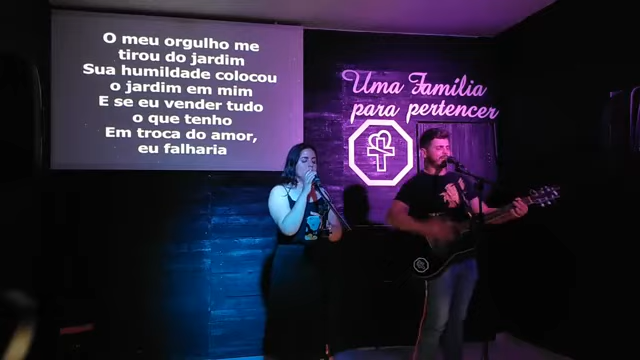 O meu orgulho me
tirou do jardim
Sua humildade colocou
o jardim em mim
E se eu vender tudo
o que tenho
Em troca do amor,
eu falharia
Uma Família
para pertencer